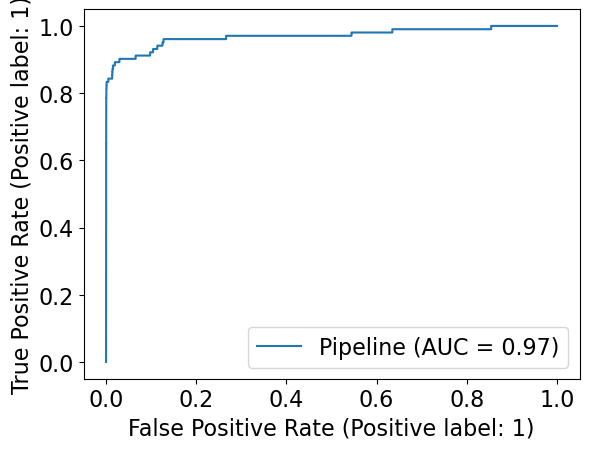 True Positive Rate (Positive label: 1)
1.0
0.8
0.6
0.4
0.2
0.0
Pipeline (AUC = 0.97)
0.0 0.2 0.4 0.6 0.8 1.0
False Positive Rate (Positive label: 1)